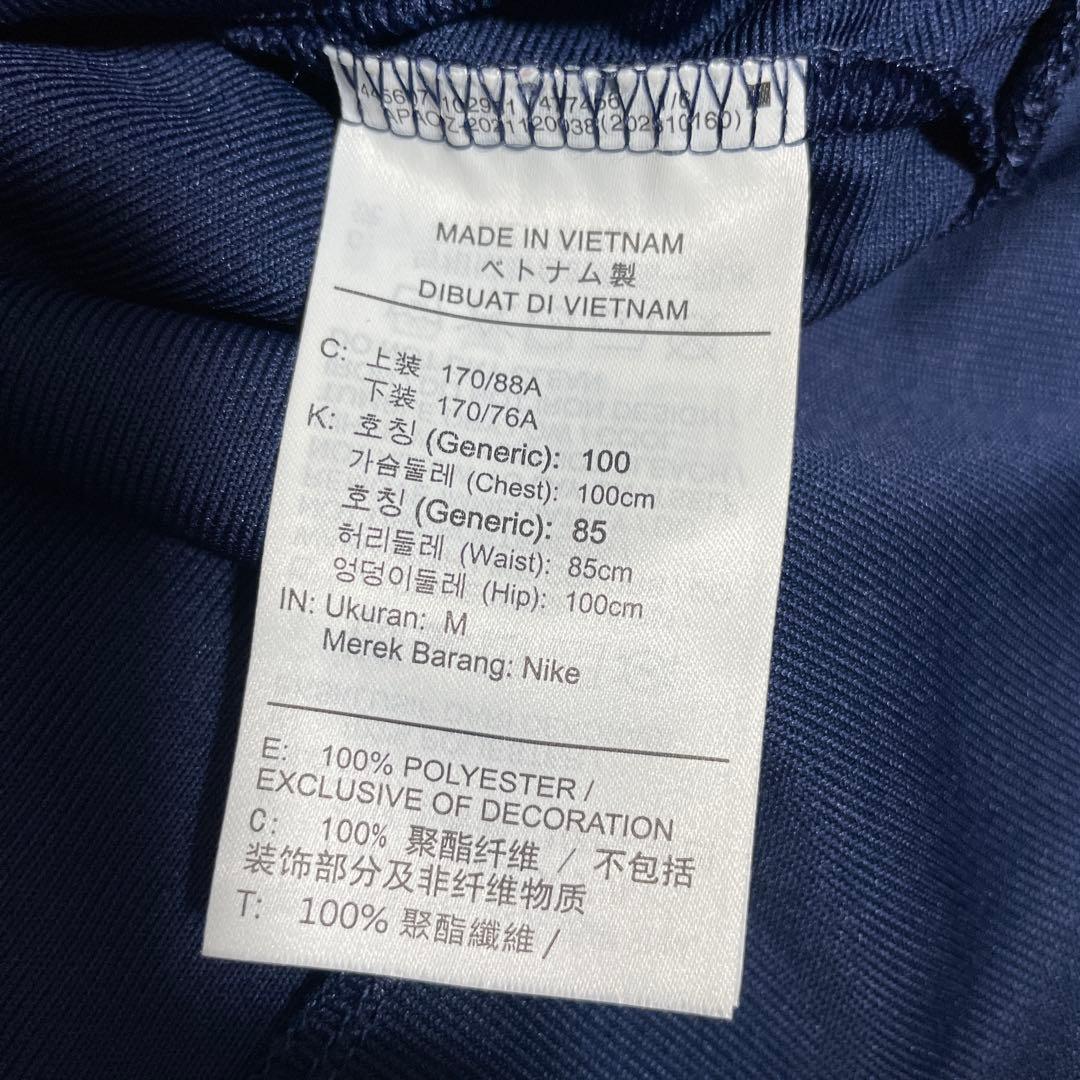 MADE IN VIETNAM
ベトナム製
DIBUAT DI VIETNAM
C: 上装 170/88A
下装 170/76A
K: 호칭 (Generic): 100
가슴둘레 (Chest): 100cm
호칭 (Generic): 85
허리둘레 (Waist): 85cm
엉덩이둘레 (Hip): 100cm
IN: Ukuran: M
Merek Barang: Nike
E: 100% POLYESTER /
EXCLUSIVE OF DECORATION
C: 100% 聚酯纤维 / 不包括
装饰部分及非纤维物质
T: 100% 聚酯纖維 /